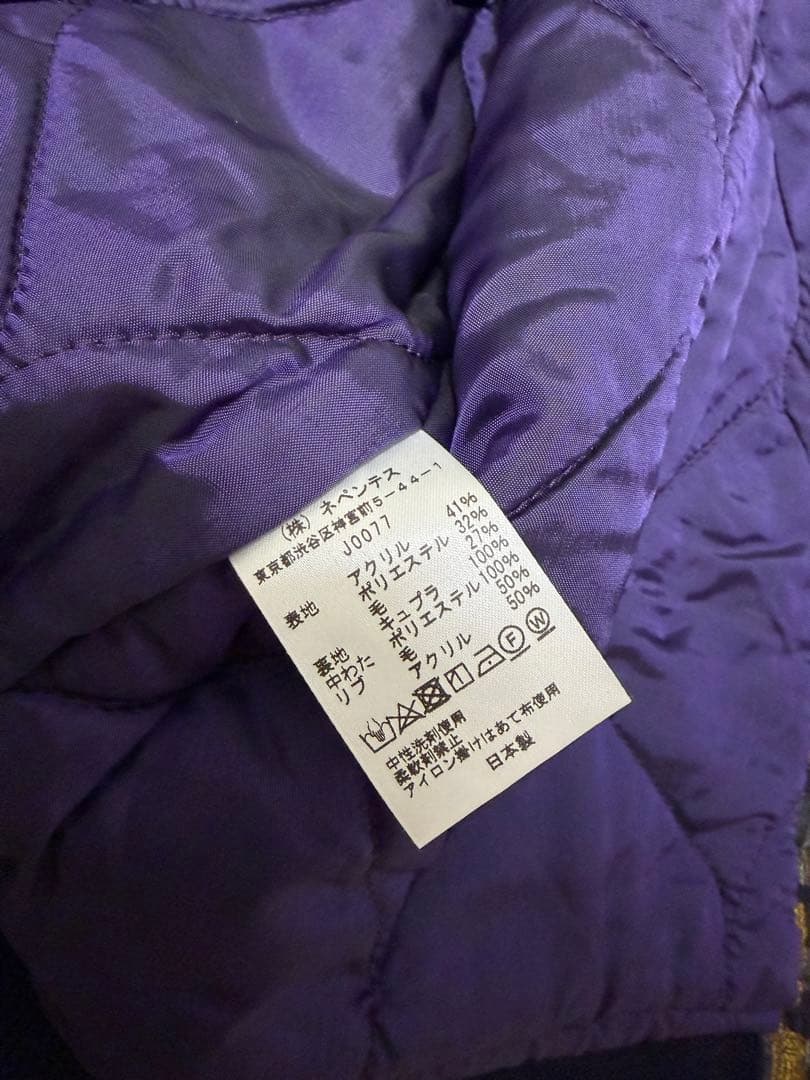 (株) ネペンテス
東京都渋谷区神宮前5-44-1
J0077
表地 アクリル 41%
ポリエステル 32%
毛 27%
裏地 キュプラ 100%
中わた ポリエステル 100%
リブ 毛 50%
アクリル 50%
F W
中性洗剤使用
柔軟剤禁止
アイロン掛けはあて布使用
日本製